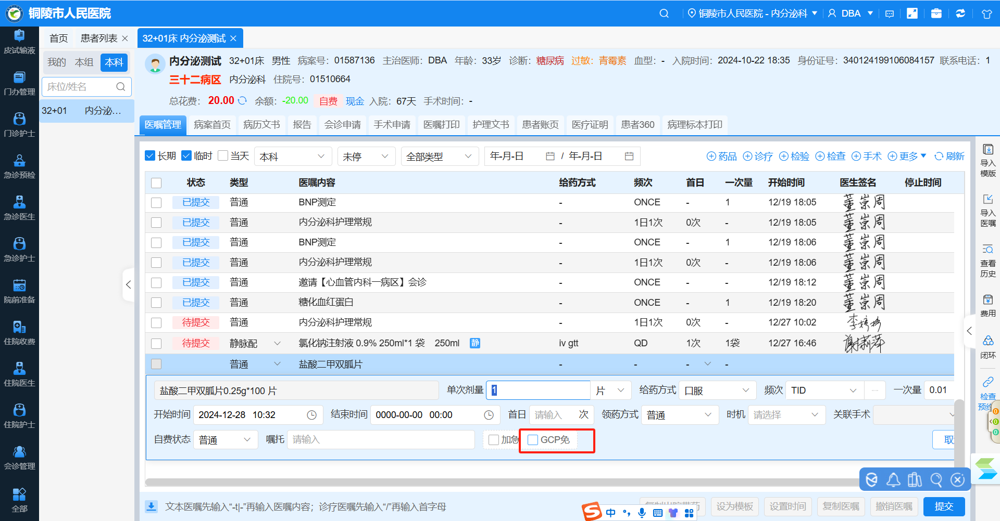 铜陵市人民医院
铜陵市人民医院 - 内分泌科
DBA
皮试输液
门办管理
门诊护士
急诊预检
急诊医生
急诊护士
院前准备
住院收费
住院医生
住院护士
会诊管理
全部
首页 患者列表 32+01床 内分泌测试
我的 本组 本科
床位/姓名
32+01 内分泌...
内分泌测试 32+01床 男性 病案号: 01587136 主治医师: DBA 年龄: 33岁 诊断: 糖尿病 过敏: 青霉素 血型: - 入院时间: 2024-10-22 18:35 身份证号: 340124199106084157 联系电话: 1
三十二病区 内分泌科 住院号: 01510664
总花费: 20.00 余额: -20.00 自费 现金 入院: 67天 手术时间: -
医嘱管理 病案首页 病历文书 报告 会诊申请 手术申请 医嘱打印 护理文书 患者账页 医疗证明 患者360 病理标本打印
长期 临时 当天 本科 未停 全部类型 年-月-日 / 年-月-日 药品 诊疗 检验 检查 手术 更多 刷新
状态 类型 医嘱内容 给药方式 频次 首日 一次量 开始时间 医生签名 停止时间
已提交 普通 BNP测定 - ONCE - 1 12/19 18:05 董崇周
已提交 普通 内分泌科护理常规 - 1日1次 0次 - 12/19 18:05 董崇周
已提交 普通 BNP测定 - ONCE - 1 12/19 18:06 董崇周
已提交 普通 内分泌科护理常规 - 1日1次 0次 - 12/19 18:06 董崇周
已提交 普通 邀请【心血管内科一病区】会诊 - ONCE - - 12/19 18:12 董崇周
已提交 普通 糖化血红蛋白 - ONCE - 1 12/19 18:20 董崇周
待提交 普通 内分泌科护理常规 - 1日1次 0次 - 12/27 10:02
待提交 静脉配 氯化钠注射液 0.9% 250ml*1 袋 250ml 静 iv gtt QD 1次 1袋 12/27 16:46
普通 盐酸二甲双胍片 - - - -
盐酸二甲双胍片0.25g*100 片 单次剂量 1 片 给药方式 口服 频次 TID ... 一次量 0.01
开始时间 2024-12-28 10:32 结束时间 0000-00-00 00:00 首日 请输入 次 领药方式 普通 时机 请选择 关联手术
自费状态 普通 嘱托 请输入 加急 GCP免 取
文本医嘱先输入“-t|-”再输入医嘱内容；诊疗医嘱先输入“/”再输入首字母
设为模板 设置时间 复制医嘱 撤销医嘱 提交
中
导入
模版
导入
医嘱
查看
历史
费用
闭环
检查
预约
0
0
0